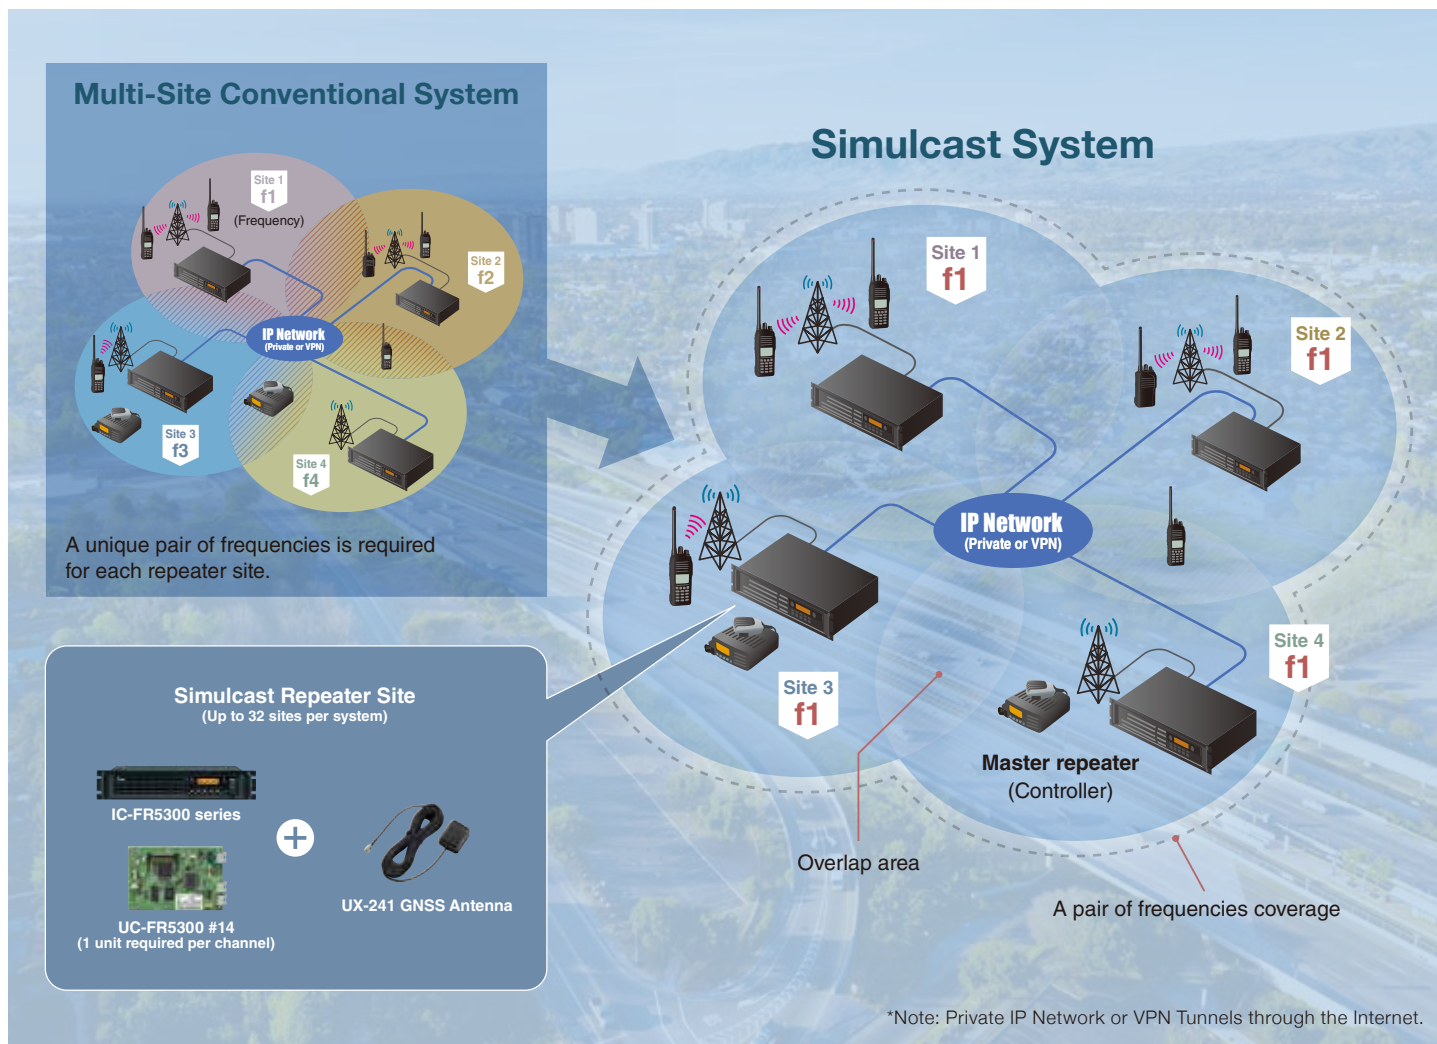 Multi-Site Conventional System
Site 1
f1
(Frequency)
Site 2
f2
IP Network
(Private or VPN)
Site 3
f3
Site 4
f4
A unique pair of frequencies is required
for each repeater site.
Simulcast System
Site 1
f1
Site 2
f1
IP Network
(Private or VPN)
Site 3
f1
Site 4
f1
Master repeater
(Controller)
Overlap area
A pair of frequencies coverage
Simulcast Repeater Site
(Up to 32 sites per system)
IC-FR5300 series
+
UC-FR5300 #14
(1 unit required per channel)
UX-241 GNSS Antenna
*Note: Private IP Network or VPN Tunnels through the Internet.